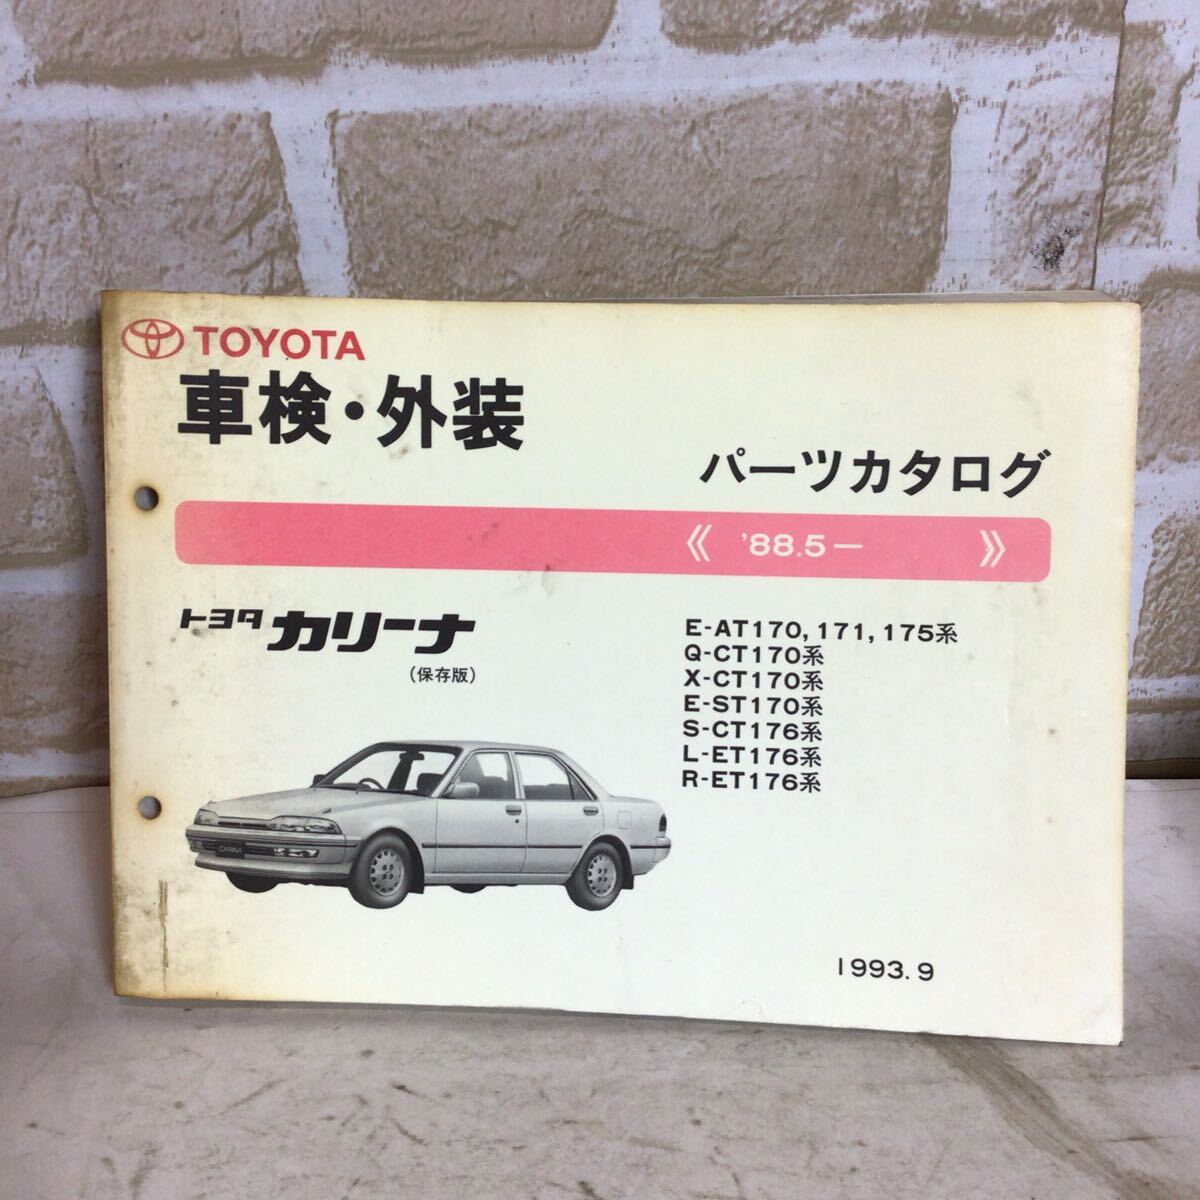 TOYOTA
車検・外装
パーツカタログ
《 '88.5ー 》
トヨタ カリーナ
(保存版)
E-AT170, 171, 175系
Q-CT170系
X-CT170系
E-ST170系
S-CT176系
L-ET176系
R-ET176系
CARINA
1993.9